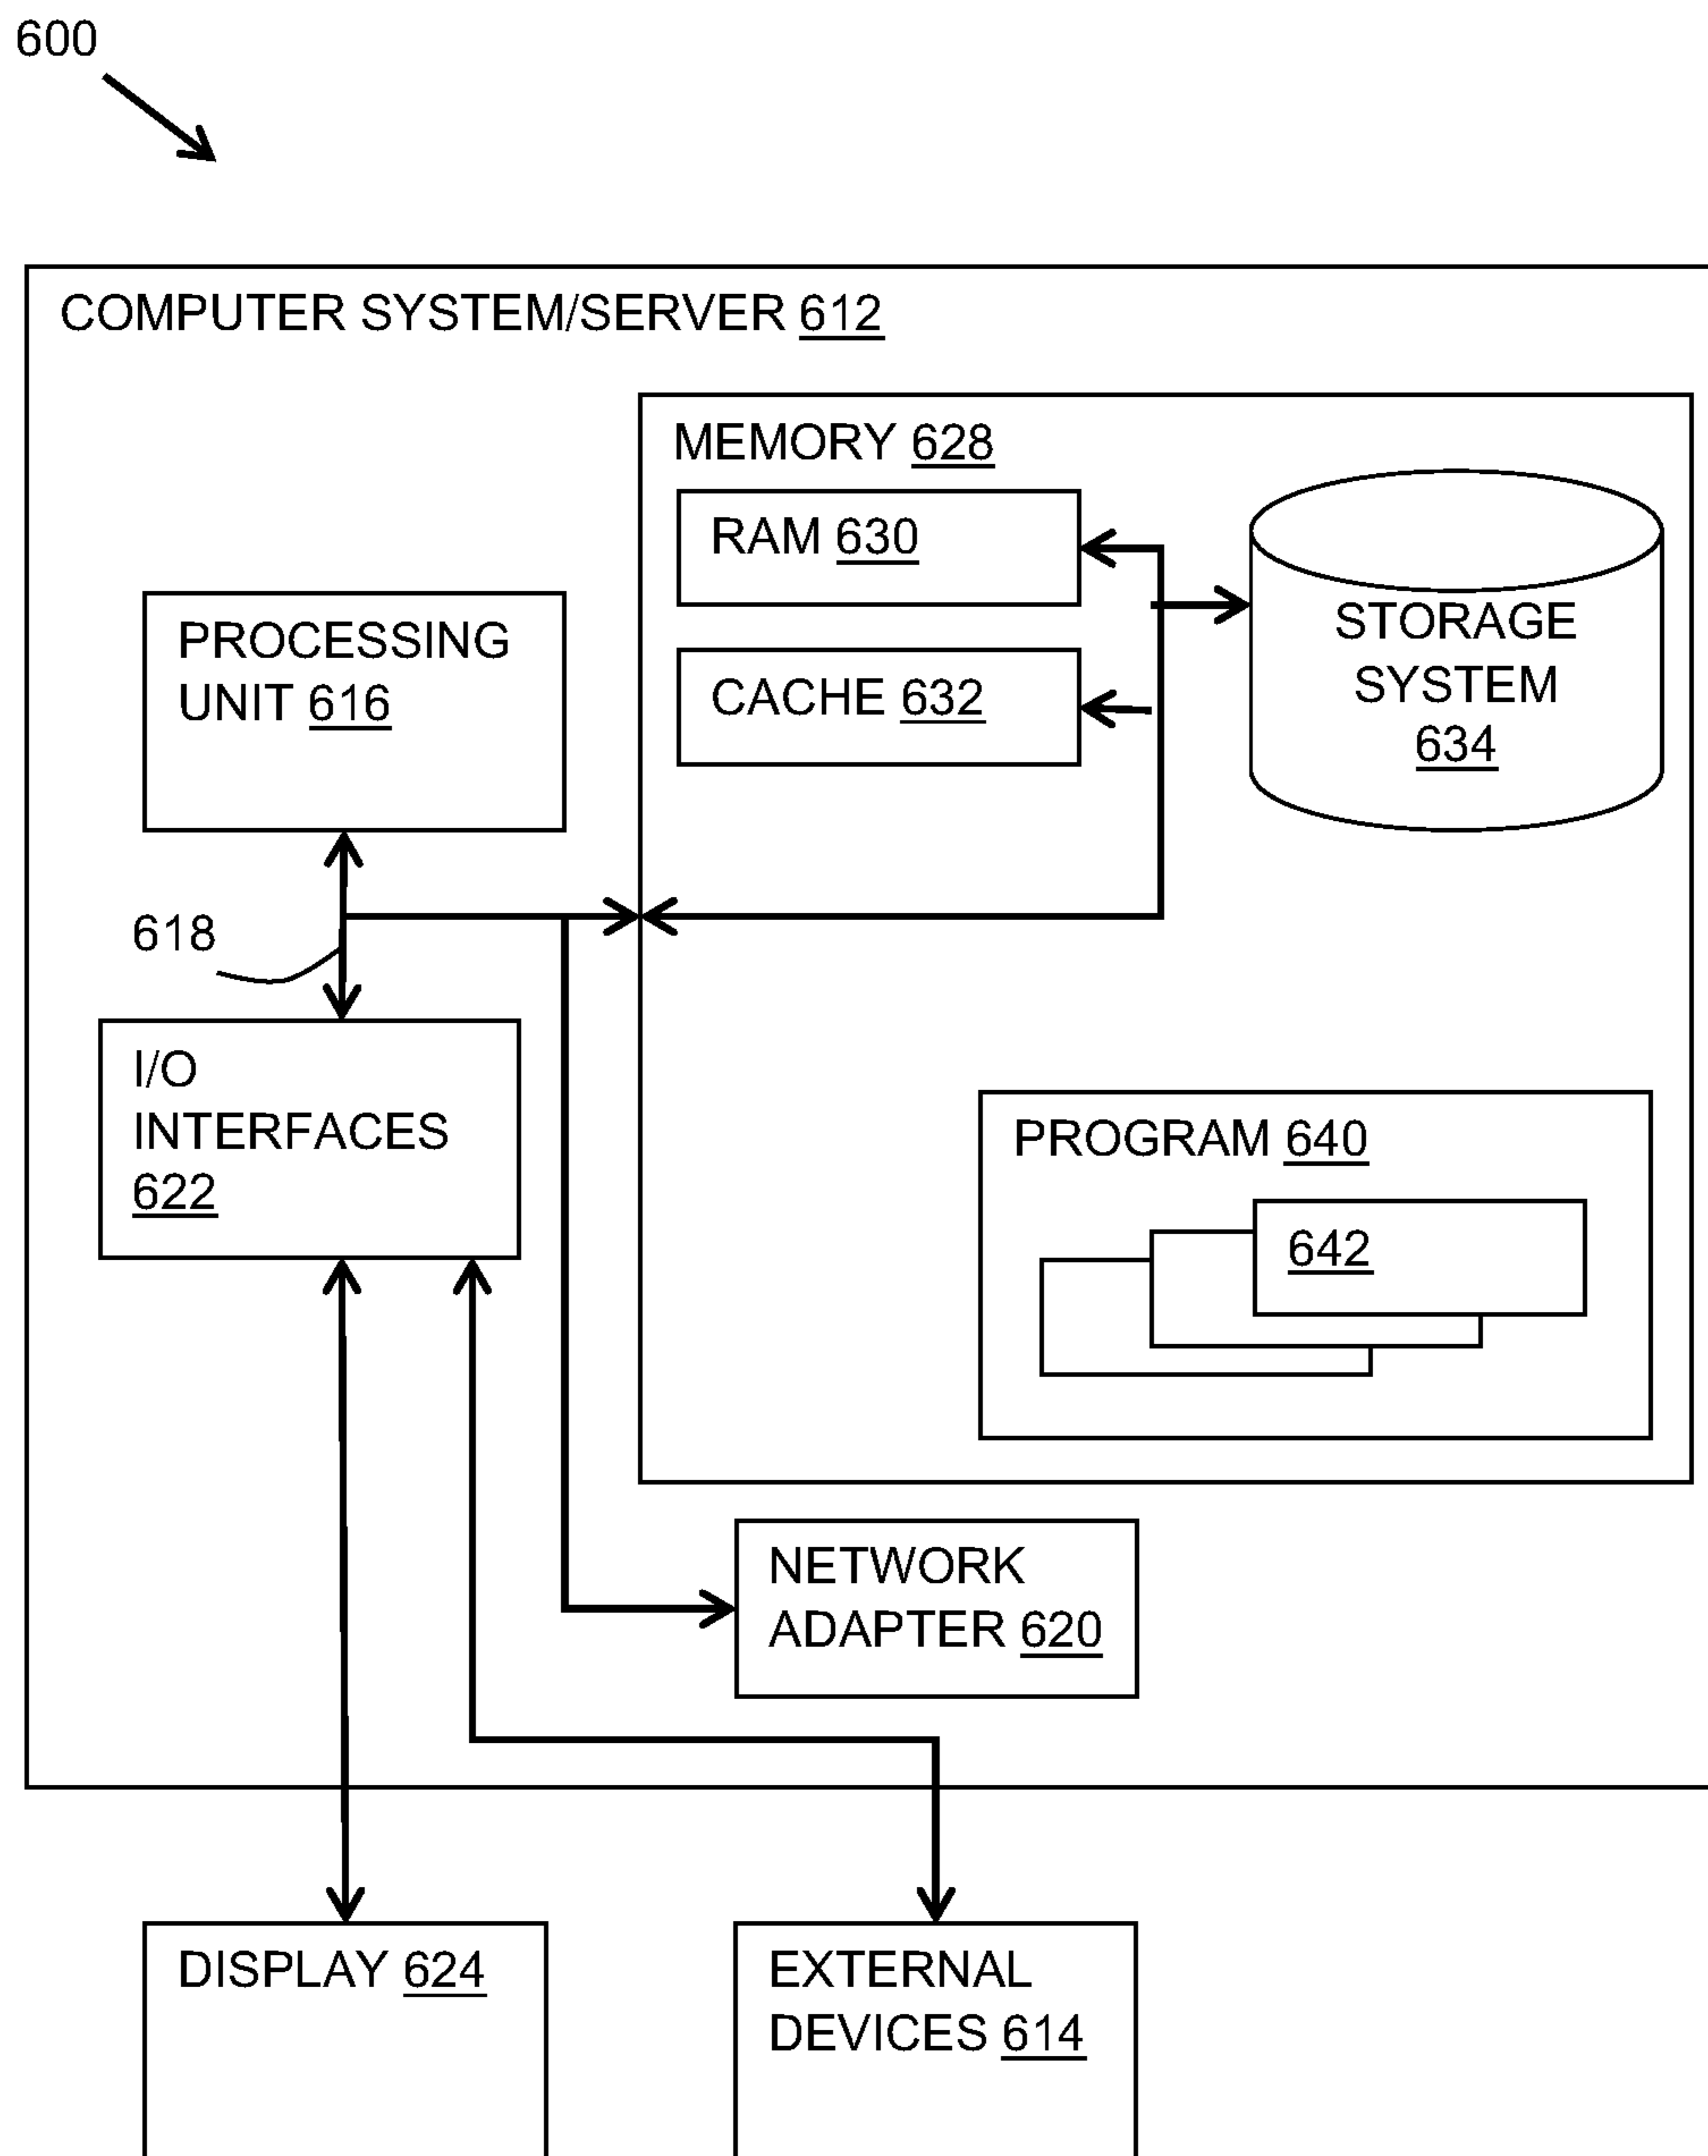 600
COMPUTER SYSTEM/SERVER 612
MEMORY 628
RAM 630
CACHE 632
STORAGE
SYSTEM
634
PROCESSING
UNIT 616
618
I/O
INTERFACES
622
PROGRAM 640
642
NETWORK
ADAPTER 620
DISPLAY 624
EXTERNAL
DEVICES 614